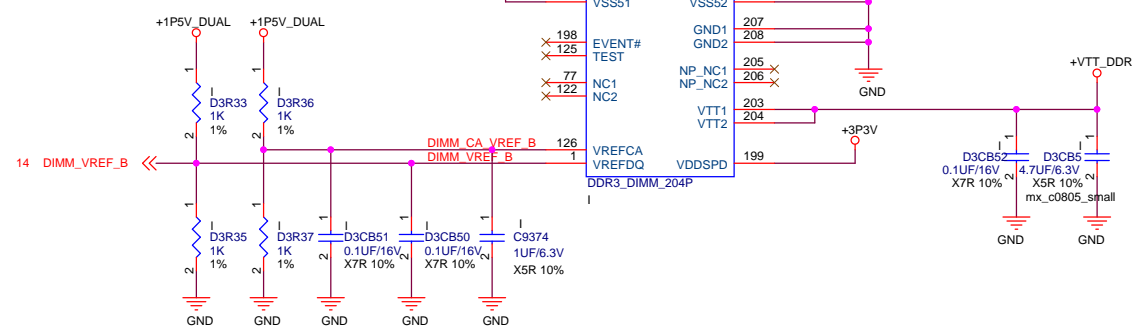 VSS51
VSS52
+1P5V_DUAL
+1P5V_DUAL
198
EVENT#
125
TEST
77
NC1
122
NC2
126
VREFCA
1
VREFDQ
207
GND1
208
GND2
205
NP_NC1
206
NP_NC2
203
VTT1
204
VTT2
199
VDDSPD
DDR3_DIMM_204P
I
GND
+VTT_DDR
+3P3V
1
I
D3R33
1K
1%
2
1
I
D3R36
1K
1%
2
DIMM_CA_VREF_B
DIMM_VREF_B
14 DIMM_VREF_B
1
I
D3R35
1K
1%
2
GND
1
I
D3R37
1K
1%
2
GND
1
I
D3CB51
0.1UF/16V
X7R 10%
2
GND
1
I
D3CB50
0.1UF/16V
X7R 10%
2
GND
1
I
C9374
1UF/6.3V
X5R 10%
2
GND
1
I
D3CB52
0.1UF/16V
X7R 10%
2
GND
1
I
D3CB5
4.7UF/6.3V
X5R 10%
mx_c0805_small
2
GND